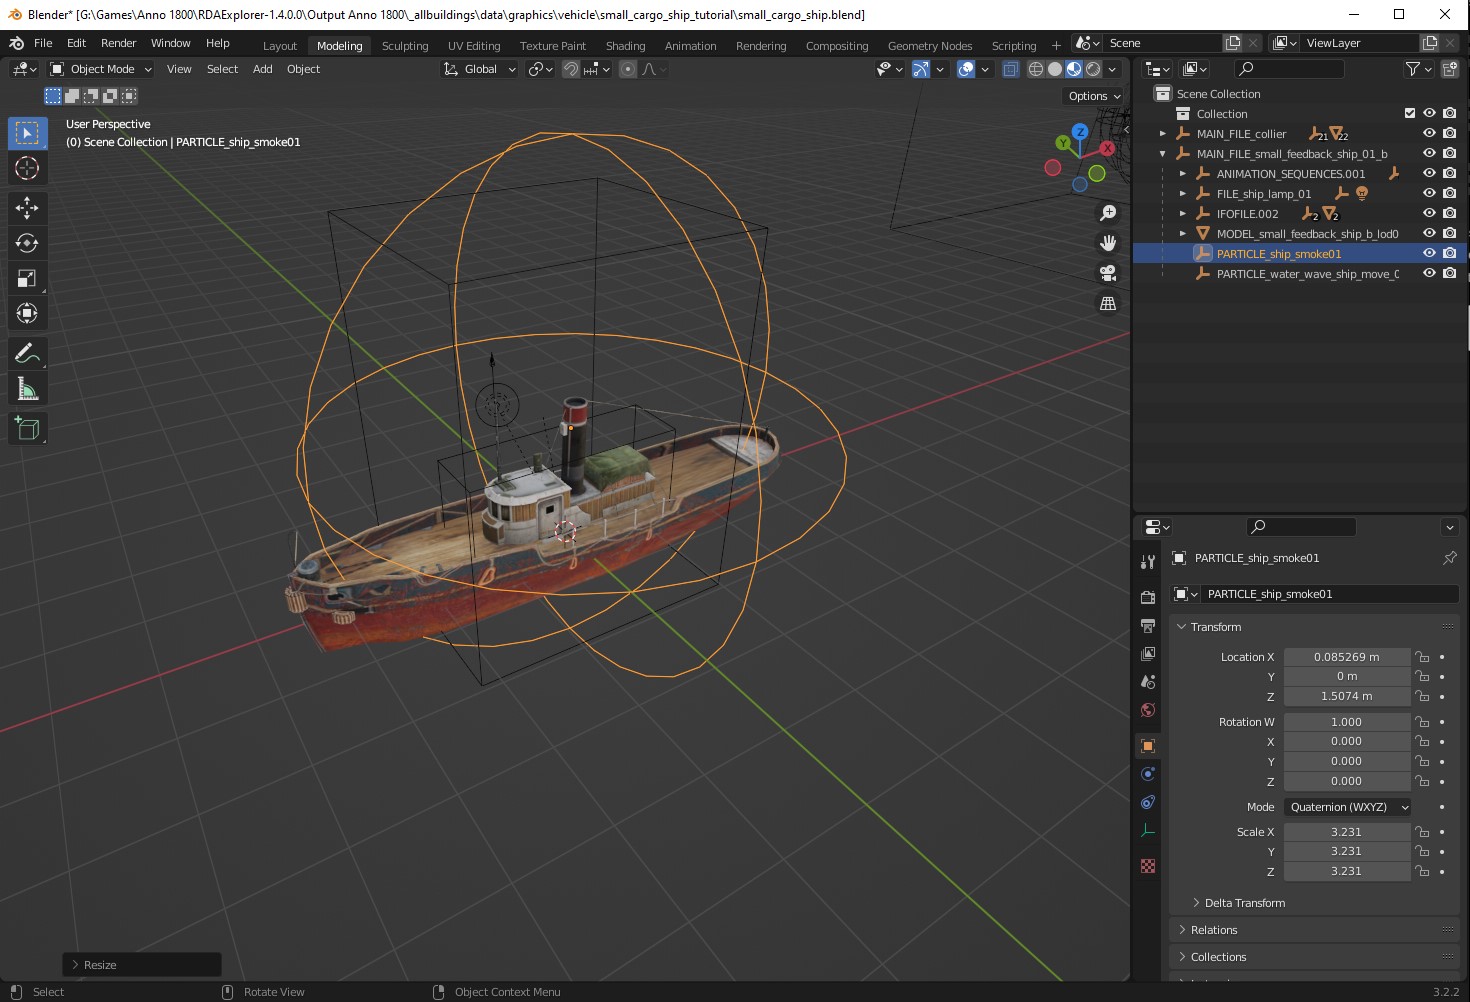 Blender* [G:\Games\Anno 1800\RDAExplorer-1.4.0.0\Output Anno 1800\_allbuildings\data\graphics\vehicle\small_cargo_ship_tutorial\small_cargo_ship.blend]
File Edit Render Window Help Layout Modeling Sculpting UV Editing Texture Paint Shading Animation Rendering Compositing Geometry Nodes Scripting + Scene ViewLayer
Object Mode View Select Add Object Global
Options
User Perspective
(0) Scene Collection | PARTICLE_ship_smoke01
Z
Y
X
Scene Collection
Collection
MAIN_FILE_collier 21 22
MAIN_FILE_small_feedback_ship_01_b
ANIMATION_SEQUENCES.001
FILE_ship_lamp_01
IFOFILE.002 2 2
MODEL_small_feedback_ship_b_lod0
PARTICLE_ship_smoke01
PARTICLE_water_wave_ship_move_0
PARTICLE_ship_smoke01
PARTICLE_ship_smoke01
Transform
Location X 0.085269 m
Y 0 m
Z 1.5074 m
Rotation W 1.000
X 0.000
Y 0.000
Z 0.000
Mode Quaternion (WXYZ)
Scale X 3.231
Y 3.231
Z 3.231
Delta Transform
Relations
Collections
Resize
Select Rotate View Object Context Menu 3.2.2